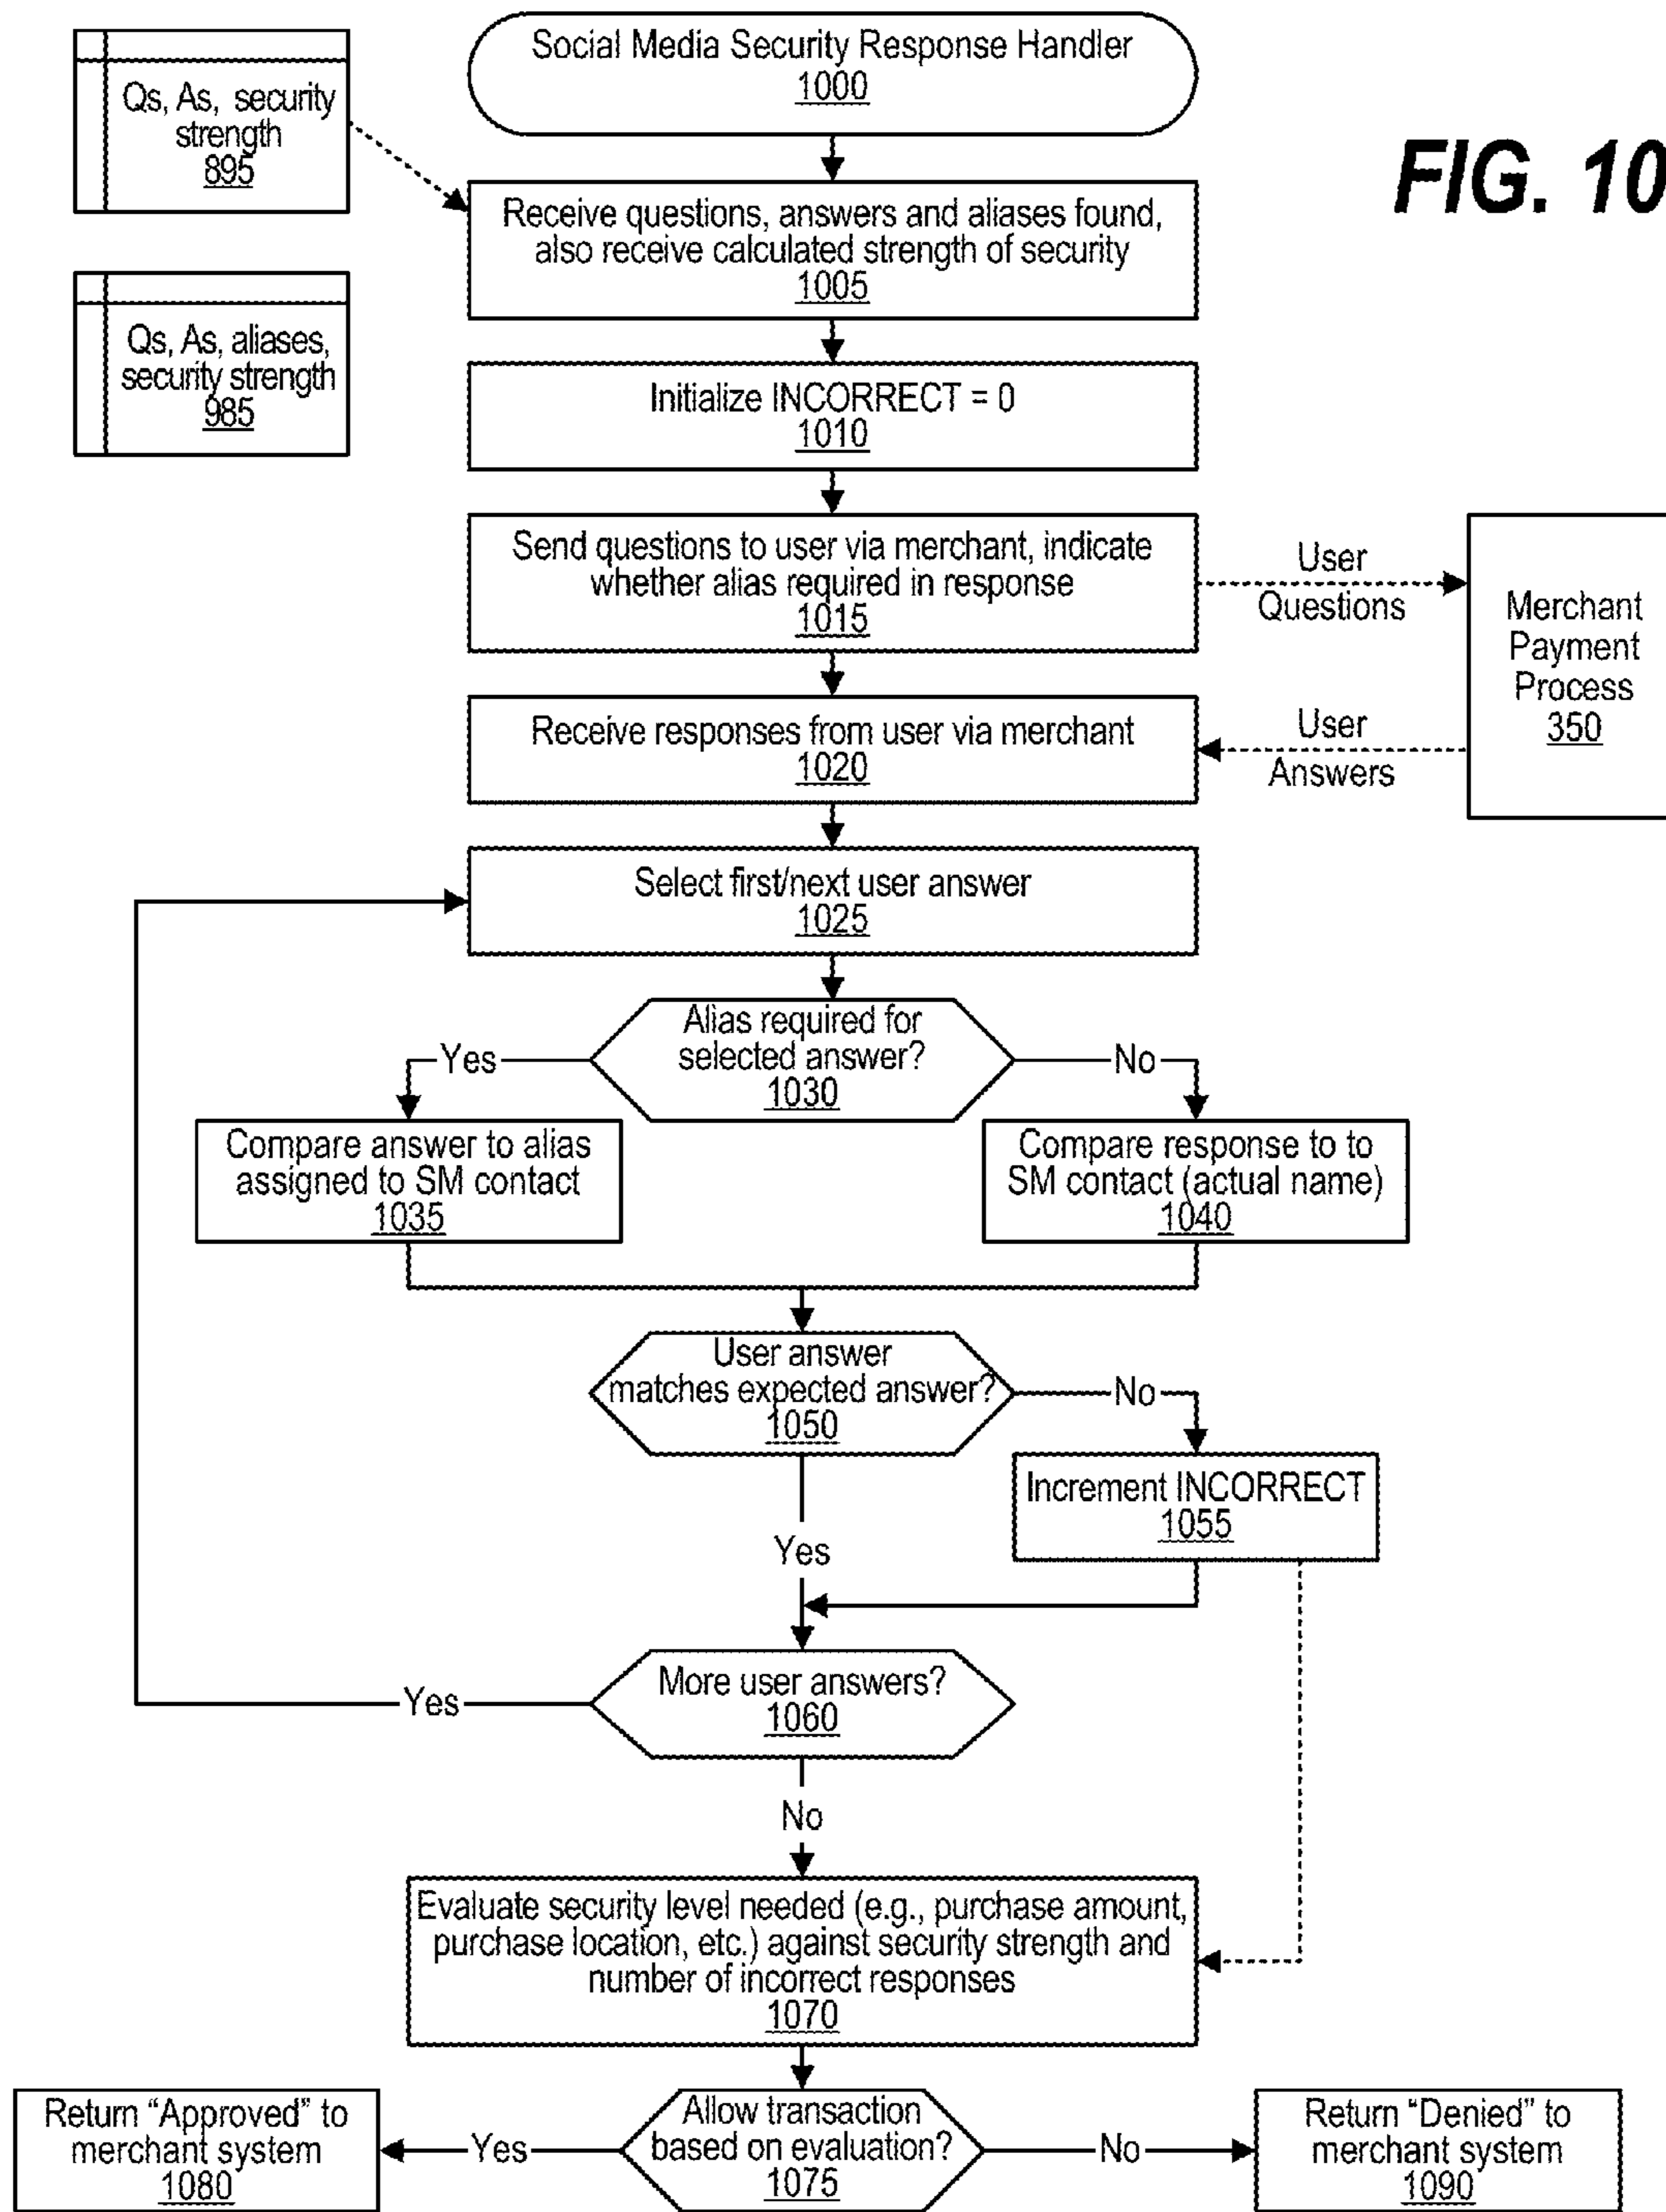 Social Media Security Response Handler
1000
FIG. 10
Qs, As, security
strength
895
Receive questions, answers and aliases found,
also receive calculated strength of security
1005
Qs, As, aliases,
security strength
985
Initialize INCORRECT = 0
1010
Send questions to user via merchant, indicate
whether alias required in response
1015
User
Questions
Merchant
Payment
Process
350
Receive responses from user via merchant
1020
User
Answers
Select first/next user answer
1025
Alias required for
selected answer?
1030
Yes
No
Compare answer to alias
assigned to SM contact
1035
Compare response to to
SM contact (actual name)
1040
User answer
matches expected answer?
1050
No
Increment INCORRECT
1055
Yes
More user answers?
1060
Yes
No
Evaluate security level needed (e.g., purchase amount,
purchase location, etc.) against security strength and
number of incorrect responses
1070
Allow transaction
based on evaluation?
1075
Yes
No
Return “Approved” to
merchant system
1080
Return “Denied” to
merchant system
1090